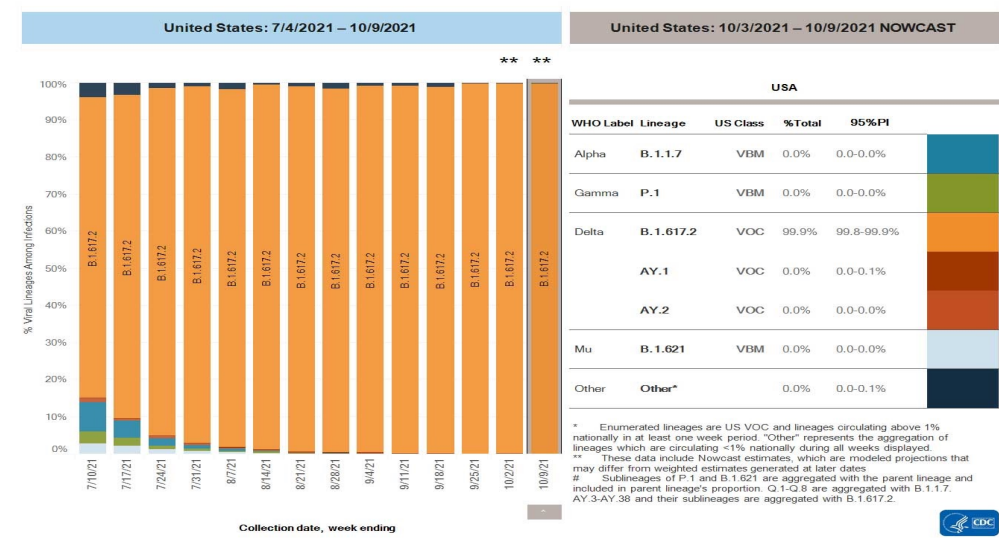 United States: 7/4/2021 – 10/9/2021
United States: 10/3/2021 – 10/9/2021 NOWCAST
** **
% Viral Lineages Among Infections
100%
90%
80%
70%
60%
50%
40%
30%
20%
10%
0%
B.1.617.2 B.1.617.2 B.1.617.2 B.1.617.2 B.1.617.2 B.1.617.2 B.1.617.2 B.1.617.2 B.1.617.2 B.1.617.2 B.1.617.2 B.1.617.2 B.1.617.2 B.1.617.2
7/10/21 7/17/21 7/24/21 7/31/21 8/7/21 8/14/21 8/21/21 8/28/21 9/4/21 9/11/21 9/18/21 9/25/21 10/2/21 10/9/21
Collection date, week ending
USA
WHO Label Lineage US Class %Total 95%PI
Alpha B.1.1.7 VBM 0.0% 0.0-0.0%
Gamma P.1 VBM 0.0% 0.0-0.0%
Delta B.1.617.2 VOC 99.9% 99.8-99.9%
AY.1 VOC 0.0% 0.0-0.1%
AY.2 VOC 0.0% 0.0-0.0%
Mu B.1.621 VBM 0.0% 0.0-0.0%
Other Other* 0.0% 0.0-0.1%
* Enumerated lineages are US VOC and lineages circulating above 1%
nationally in at least one week period. "Other" represents the aggregation of
lineages which are circulating <1% nationally during all weeks displayed.
** These data include Nowcast estimates, which are modeled projections that
may differ from weighted estimates generated at later dates
# Sublineages of P.1 and B.1.621 are aggregated with the parent lineage and
included in parent lineage's proportion. Q.1-Q.8 are aggregated with B.1.1.7.
AY.3-AY.38 and their sublineages are aggregated with B.1.617.2.
CDC